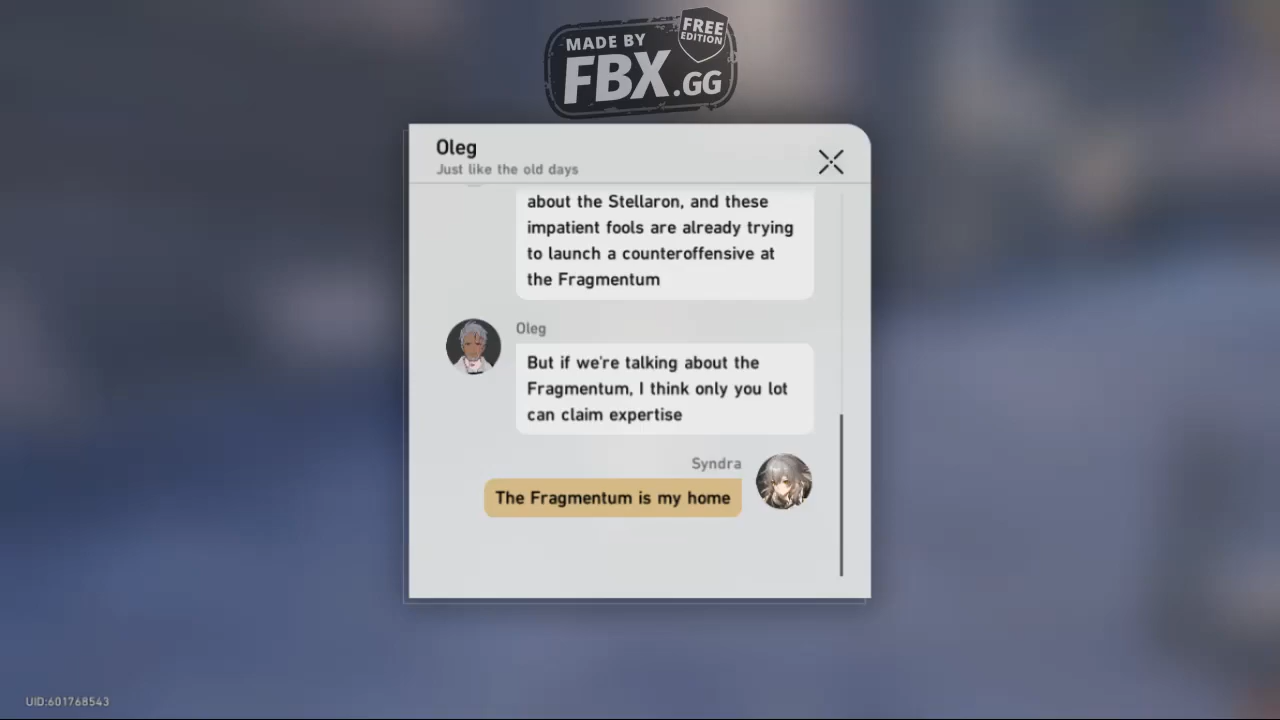 MADE BY
FREE
EDITION
FBX.GG
Oleg
Just like the old days
about the Stellaron, and these
impatient fools are already trying
to launch a counteroffensive at
the Fragmentum
Oleg
But if we're talking about the
Fragmentum, I think only you lot
can claim expertise
Syndra
The Fragmentum is my home
UID:601768543